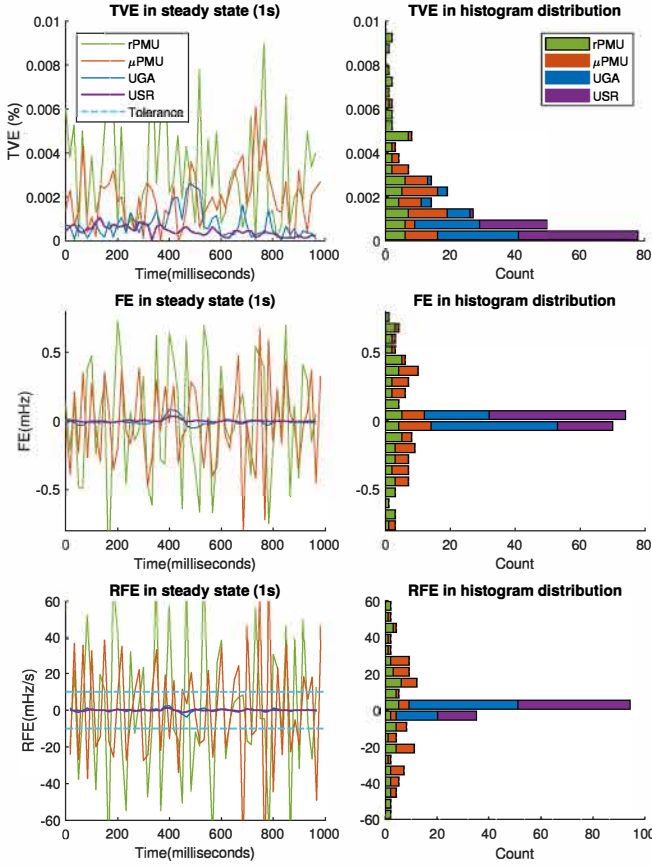 TVE in steady state (1s)
TVE in histogram distribution
0.01
0.008
0.006
0.004
0.002
0
TVE (%)
rPMU
μPMU
UGA
USR
Tolerance
0 200 400 600 800 1000
Time(milliseconds)
0.01
0.008
0.006
0.004
0.002
0
rPMU
μPMU
UGA
USR
0 20 40 60 80
Count
FE in steady state (1s)
FE in histogram distribution
0.5
0
-0.5
FE(mHz)
0 200 400 600 800 1000
Time(milliseconds)
0.5
0
-0.5
0 20 40 60 80
Count
RFE in steady state (1s)
RFE in histogram distribution
60
40
20
0
-20
-40
-60
RFE(mHz/s)
0 200 400 600 800 1000
Time(milliseconds)
60
40
20
0
-20
-40
-60
0 20 40 60 80 100
Count